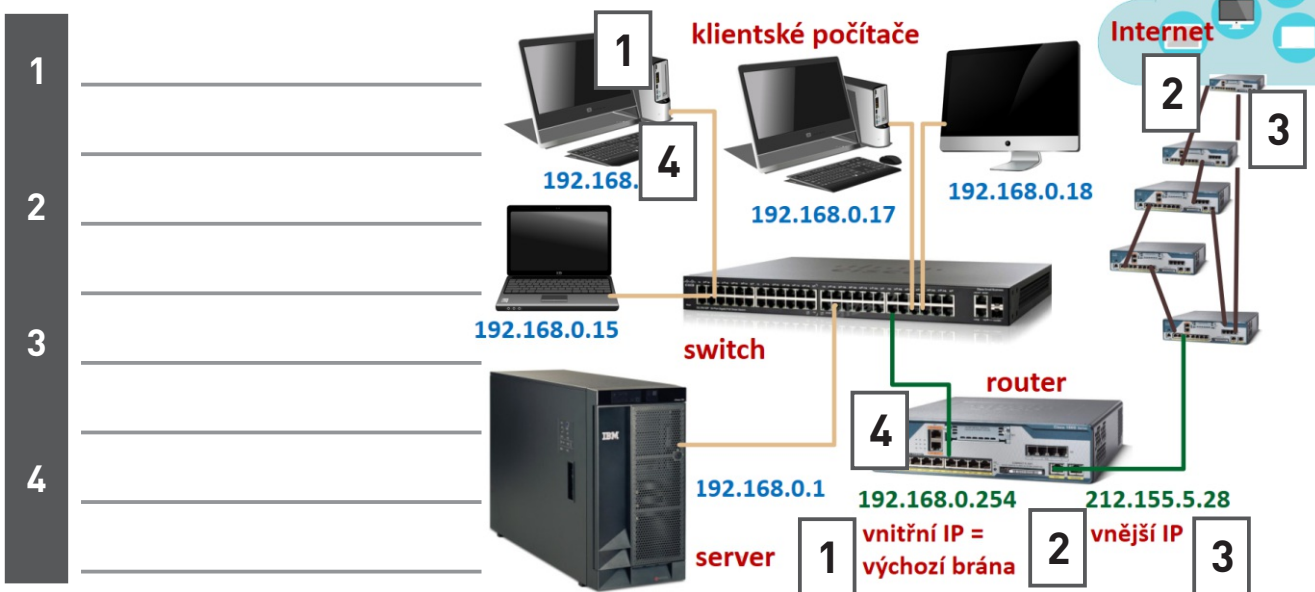 1
2
3
4
klientské počítače
Internet
1
4
2
3
192.168.
192.168.0.17
192.168.0.18
192.168.0.15
switch
router
4
IBM
192.168.0.1
192.168.0.254
212.155.5.28
server
1
vnitřní IP =
výchozí brána
2
vnější IP
3